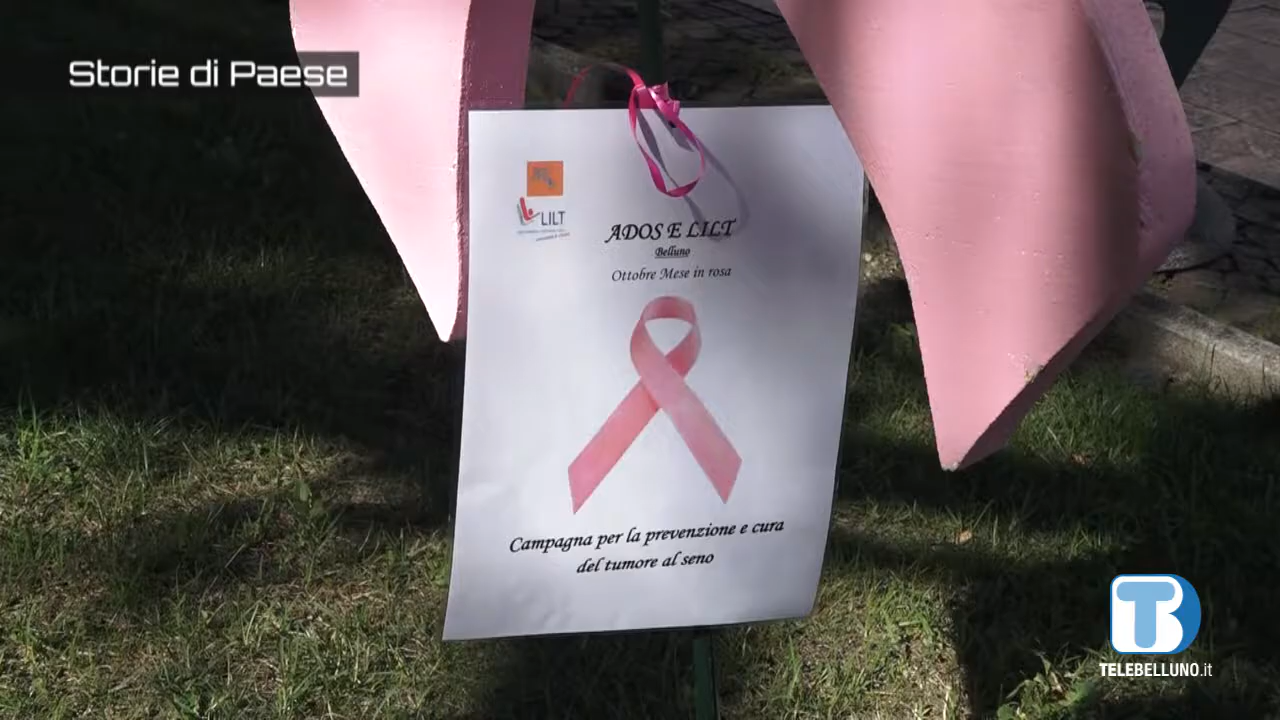 Storie di Paese
LILT
ADOS E LILT
Belluno
Ottobre Mese in rosa
Campagna per la prevenzione e cura
del tumore al seno
TELEBELLUNO.it